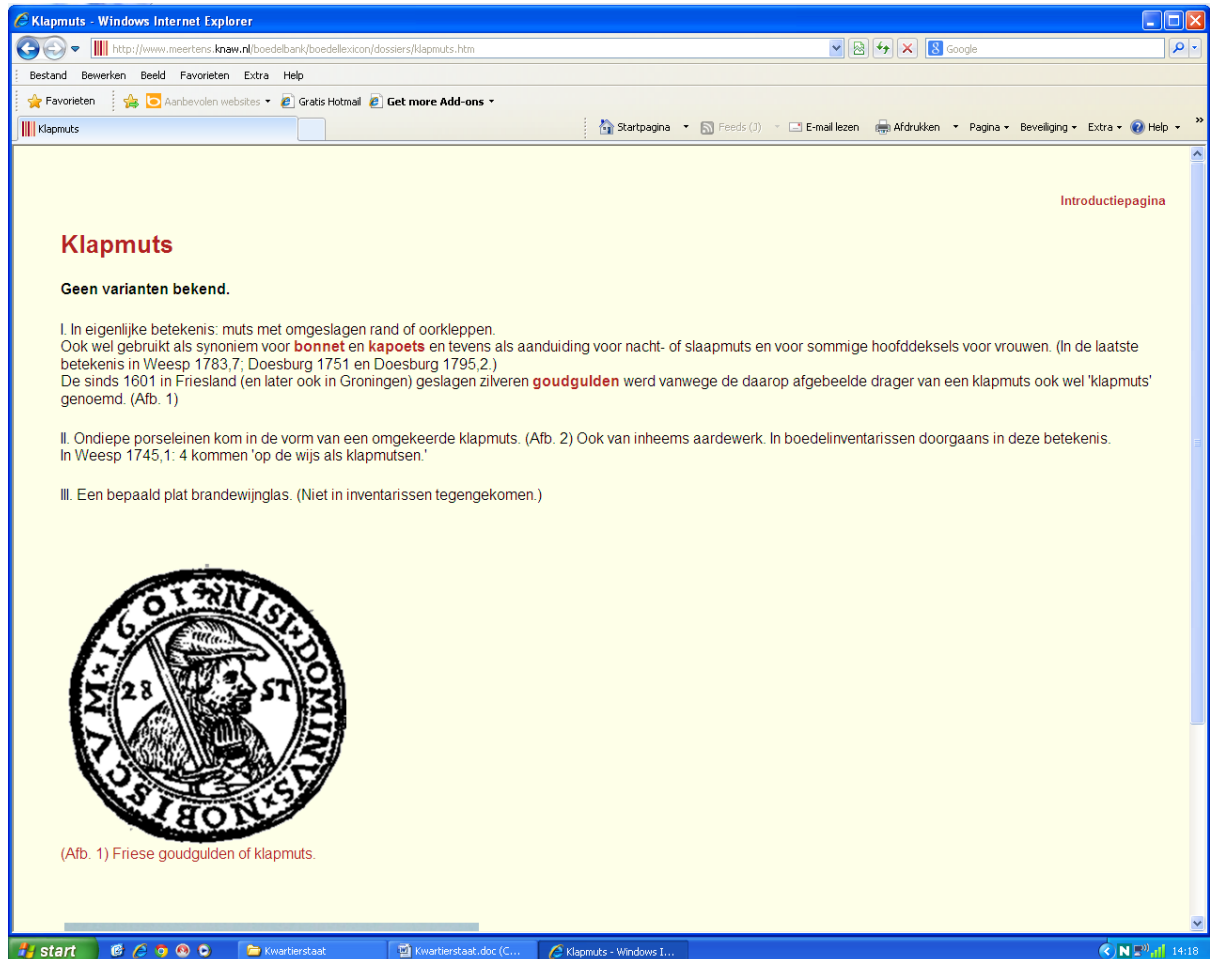 Klapmuts - Windows Internet Explorer
http://www.meertens.knaw.nl/boedelbank/boedellexicon/dossiers/klapmuts.htm
Google
Bestand Bewerken Beeld Favorieten Extra Help
Favorieten Aanbevolen websites Gratis Hotmail Get more Add-ons
Klapmuts Startpagina Feeds (J) E-mail lezen Afdrukken Pagina Beveiliging Extra Help
Introductiepagina
Klapmuts
Geen varianten bekend.
I. In eigenlijke betekenis: muts met omgeslagen rand of oorkleppen.
Ook wel gebruikt als synoniem voor bonnet en kapoets en tevens als aanduiding voor nacht- of slaapmuts en voor sommige hoofddeksels voor vrouwen. (In de laatste
betekenis in Weesp 1783,7; Doesburg 1751 en Doesburg 1795,2.)
De sinds 1601 in Friesland (en later ook in Groningen) geslagen zilveren goudgulden werd vanwege de daarop afgebeelde drager van een klapmuts ook wel 'klapmuts'
genoemd. (Afb. 1)
II. Ondiepe porseleinen kom in de vorm van een omgekeerde klapmuts. (Afb. 2) Ook van inheems aardewerk. In boedelinventarissen doorgaans in deze betekenis.
In Weesp 1745,1: 4 kommen 'op de wijs als klapmutsen.'
III. Een bepaald plat brandewijnglas. (Niet in inventarissen tegengekomen.)
1601 NISI DOMINVS NOBISCVM
28 ST
(Afb. 1) Friese goudgulden of klapmuts.
start Kwartierstaat Kwartierstaat.doc (C... Klapmuts - Windows I... N 14:18